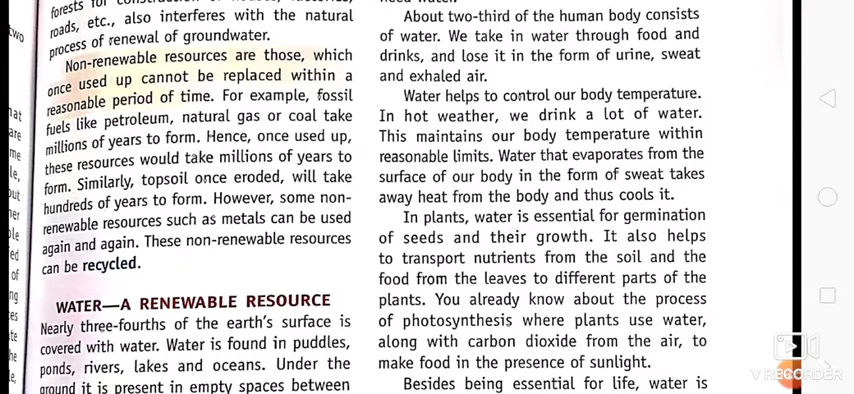 two
hat
are
me
le,
out
her
ble
ed
of
ng
tes
te
he
le,
forests for
roads, etc., also interferes with the natural
process of renewal of groundwater.
Non-renewable resources are those, which
once used up cannot be replaced within a
reasonable period of time. For example, fossil
fuels like petroleum, natural gas or coal take
millions of years to form. Hence, once used up,
these resources would take millions of years to
form. Similarly, topsoil once eroded, will take
hundreds of years to form. However, some non-
renewable resources such as metals can be used
again and again. These non-renewable resources
can be recycled.
WATER—A RENEWABLE RESOURCE
Nearly three-fourths of the earth's surface is
covered with water. Water is found in puddles,
ponds, rivers, lakes and oceans. Under the
ground it is present in empty spaces between
About two-third of the human body consists
of water. We take in water through food and
drinks, and lose it in the form of urine, sweat
and exhaled air.
Water helps to control our body temperature.
In hot weather, we drink a lot of water.
This maintains our body temperature within
reasonable limits. Water that evaporates from the
surface of our body in the form of sweat takes
away heat from the body and thus cools it.
In plants, water is essential for germination
of seeds and their growth. It also helps
to transport nutrients from the soil and the
food from the leaves to different parts of the
plants. You already know about the process
of photosynthesis where plants use water,
along with carbon dioxide from the air, to
make food in the presence of sunlight.
Besides being essential for life, water is
V RECORDER